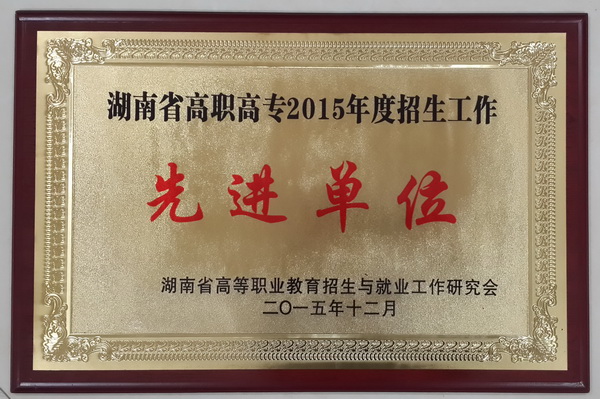 湖南省高职高专2015年度招生工作
先进单位
湖南省高等职业教育招生与就业工作研究会
二〇一五年十二月